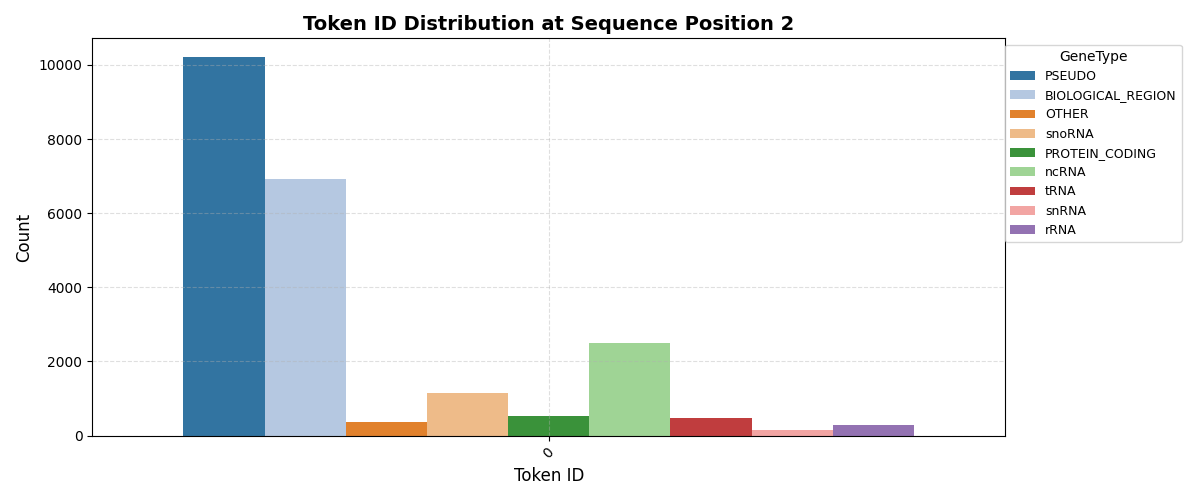 Token ID Distribution at Sequence Position 2
GeneType
PSEUDO
BIOLOGICAL_REGION
OTHER
snoRNA
PROTEIN_CODING
ncRNA
tRNA
snRNA
rRNA
Count
10000
8000
6000
4000
2000
0
0
Token ID